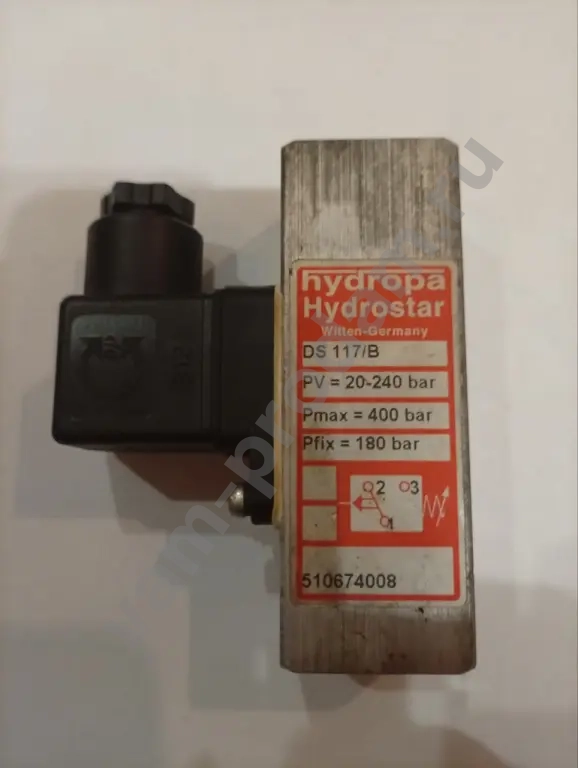 hydropa
Hydrostar
Witten-Germany
DS 117/B
PV = 20-240 bar
Pmax = 400 bar
Pfix = 180 bar
2 3
1
510674008